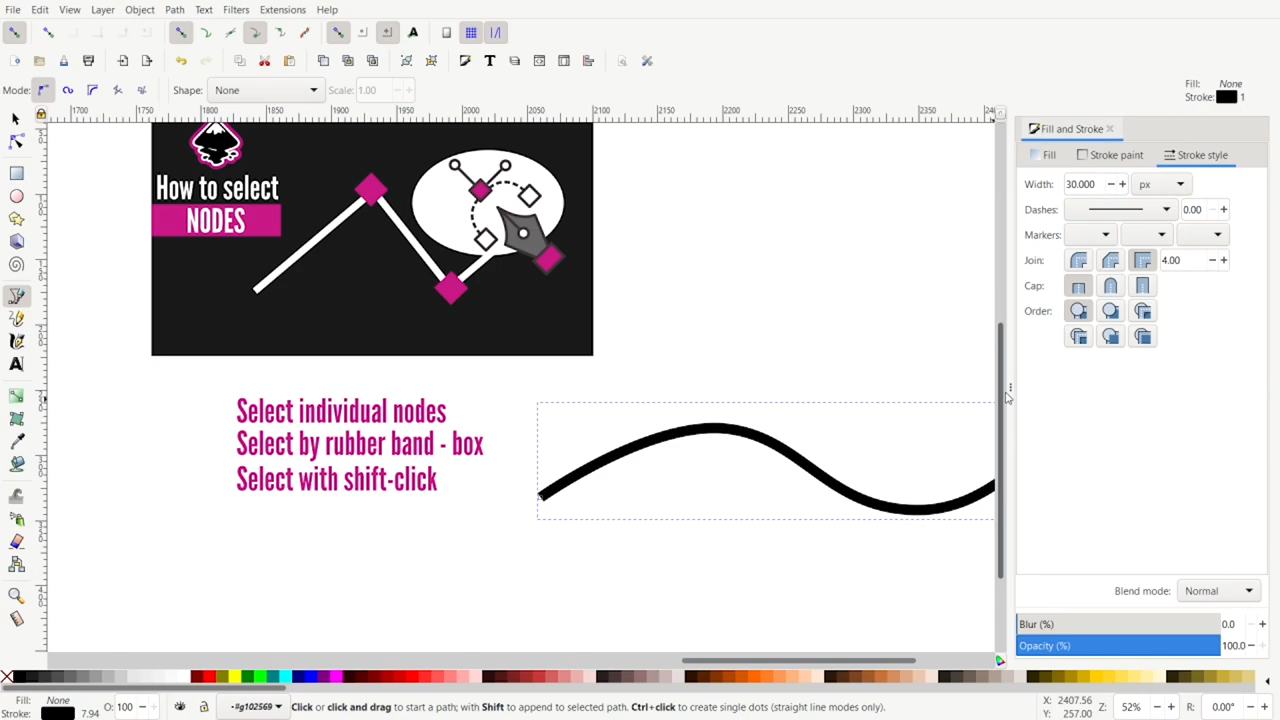 File Edit View Layer Object Path Text Filters Extensions Help
Mode: Shape: None Scale: 1.00
Fill: None
Stroke: 1
1700 1750 1800 1850 1900 1950 2000 2050 2100 2150 2200 2250 2300 2350
Fill and Stroke
Fill Stroke paint Stroke style
Width: 30.000 px
Dashes: 0.00
Markers:
Join: 4.00
Cap:
Order:
How to select
NODES
Select individual nodes
Select by rubber band - box
Select with shift-click
Blend mode: Normal
Blur (%) 0.0
Opacity (%) 100.0
Fill: None O: 100 #g102569 Click or click and drag to start a path; with Shift to append to selected path. Ctrl+click to create single dots (straight line modes only). X: 2407.56 Z: 52% R: 0.00°
Stroke: 7.94 Y: 257.00